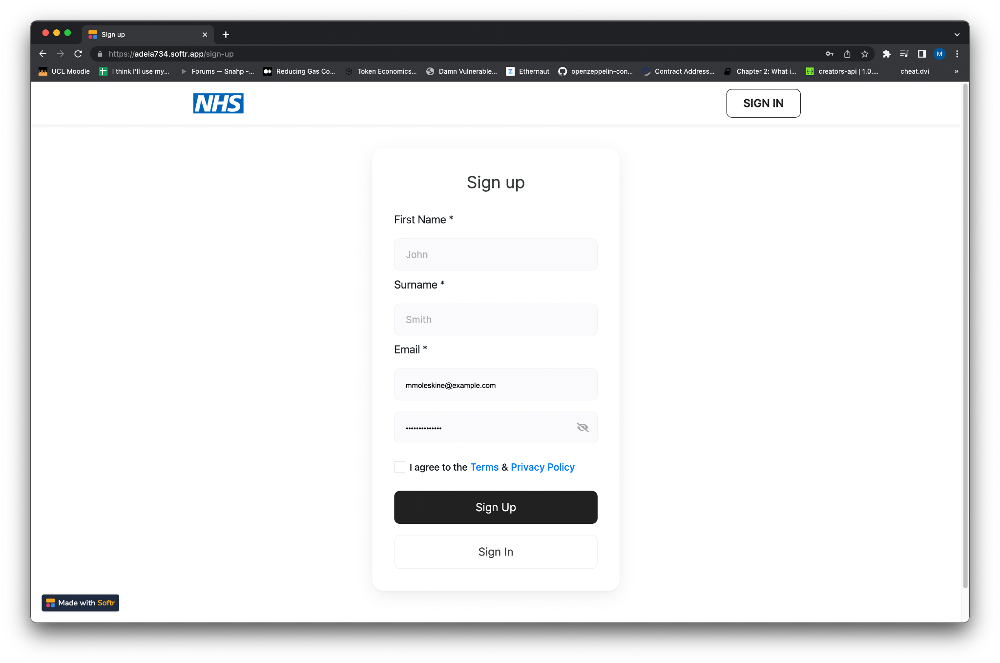 Sign up
https://adela734.softr.app/sign-up
M
UCL Moodle
I think I'll use my...
Forums — Snahp -...
Reducing Gas Co...
Token Economics...
Damn Vulnerable...
Ethernaut
openzeppelin-con...
Contract Address...
Chapter 2: What i...
creators-api | 1.0....
cheat.dvi
»
NHS
SIGN IN
Sign up
First Name *
John
Surname *
Smith
Email *
mmoleskine@example.com
I agree to the Terms & Privacy Policy
Sign Up
Sign In
Made with Softr